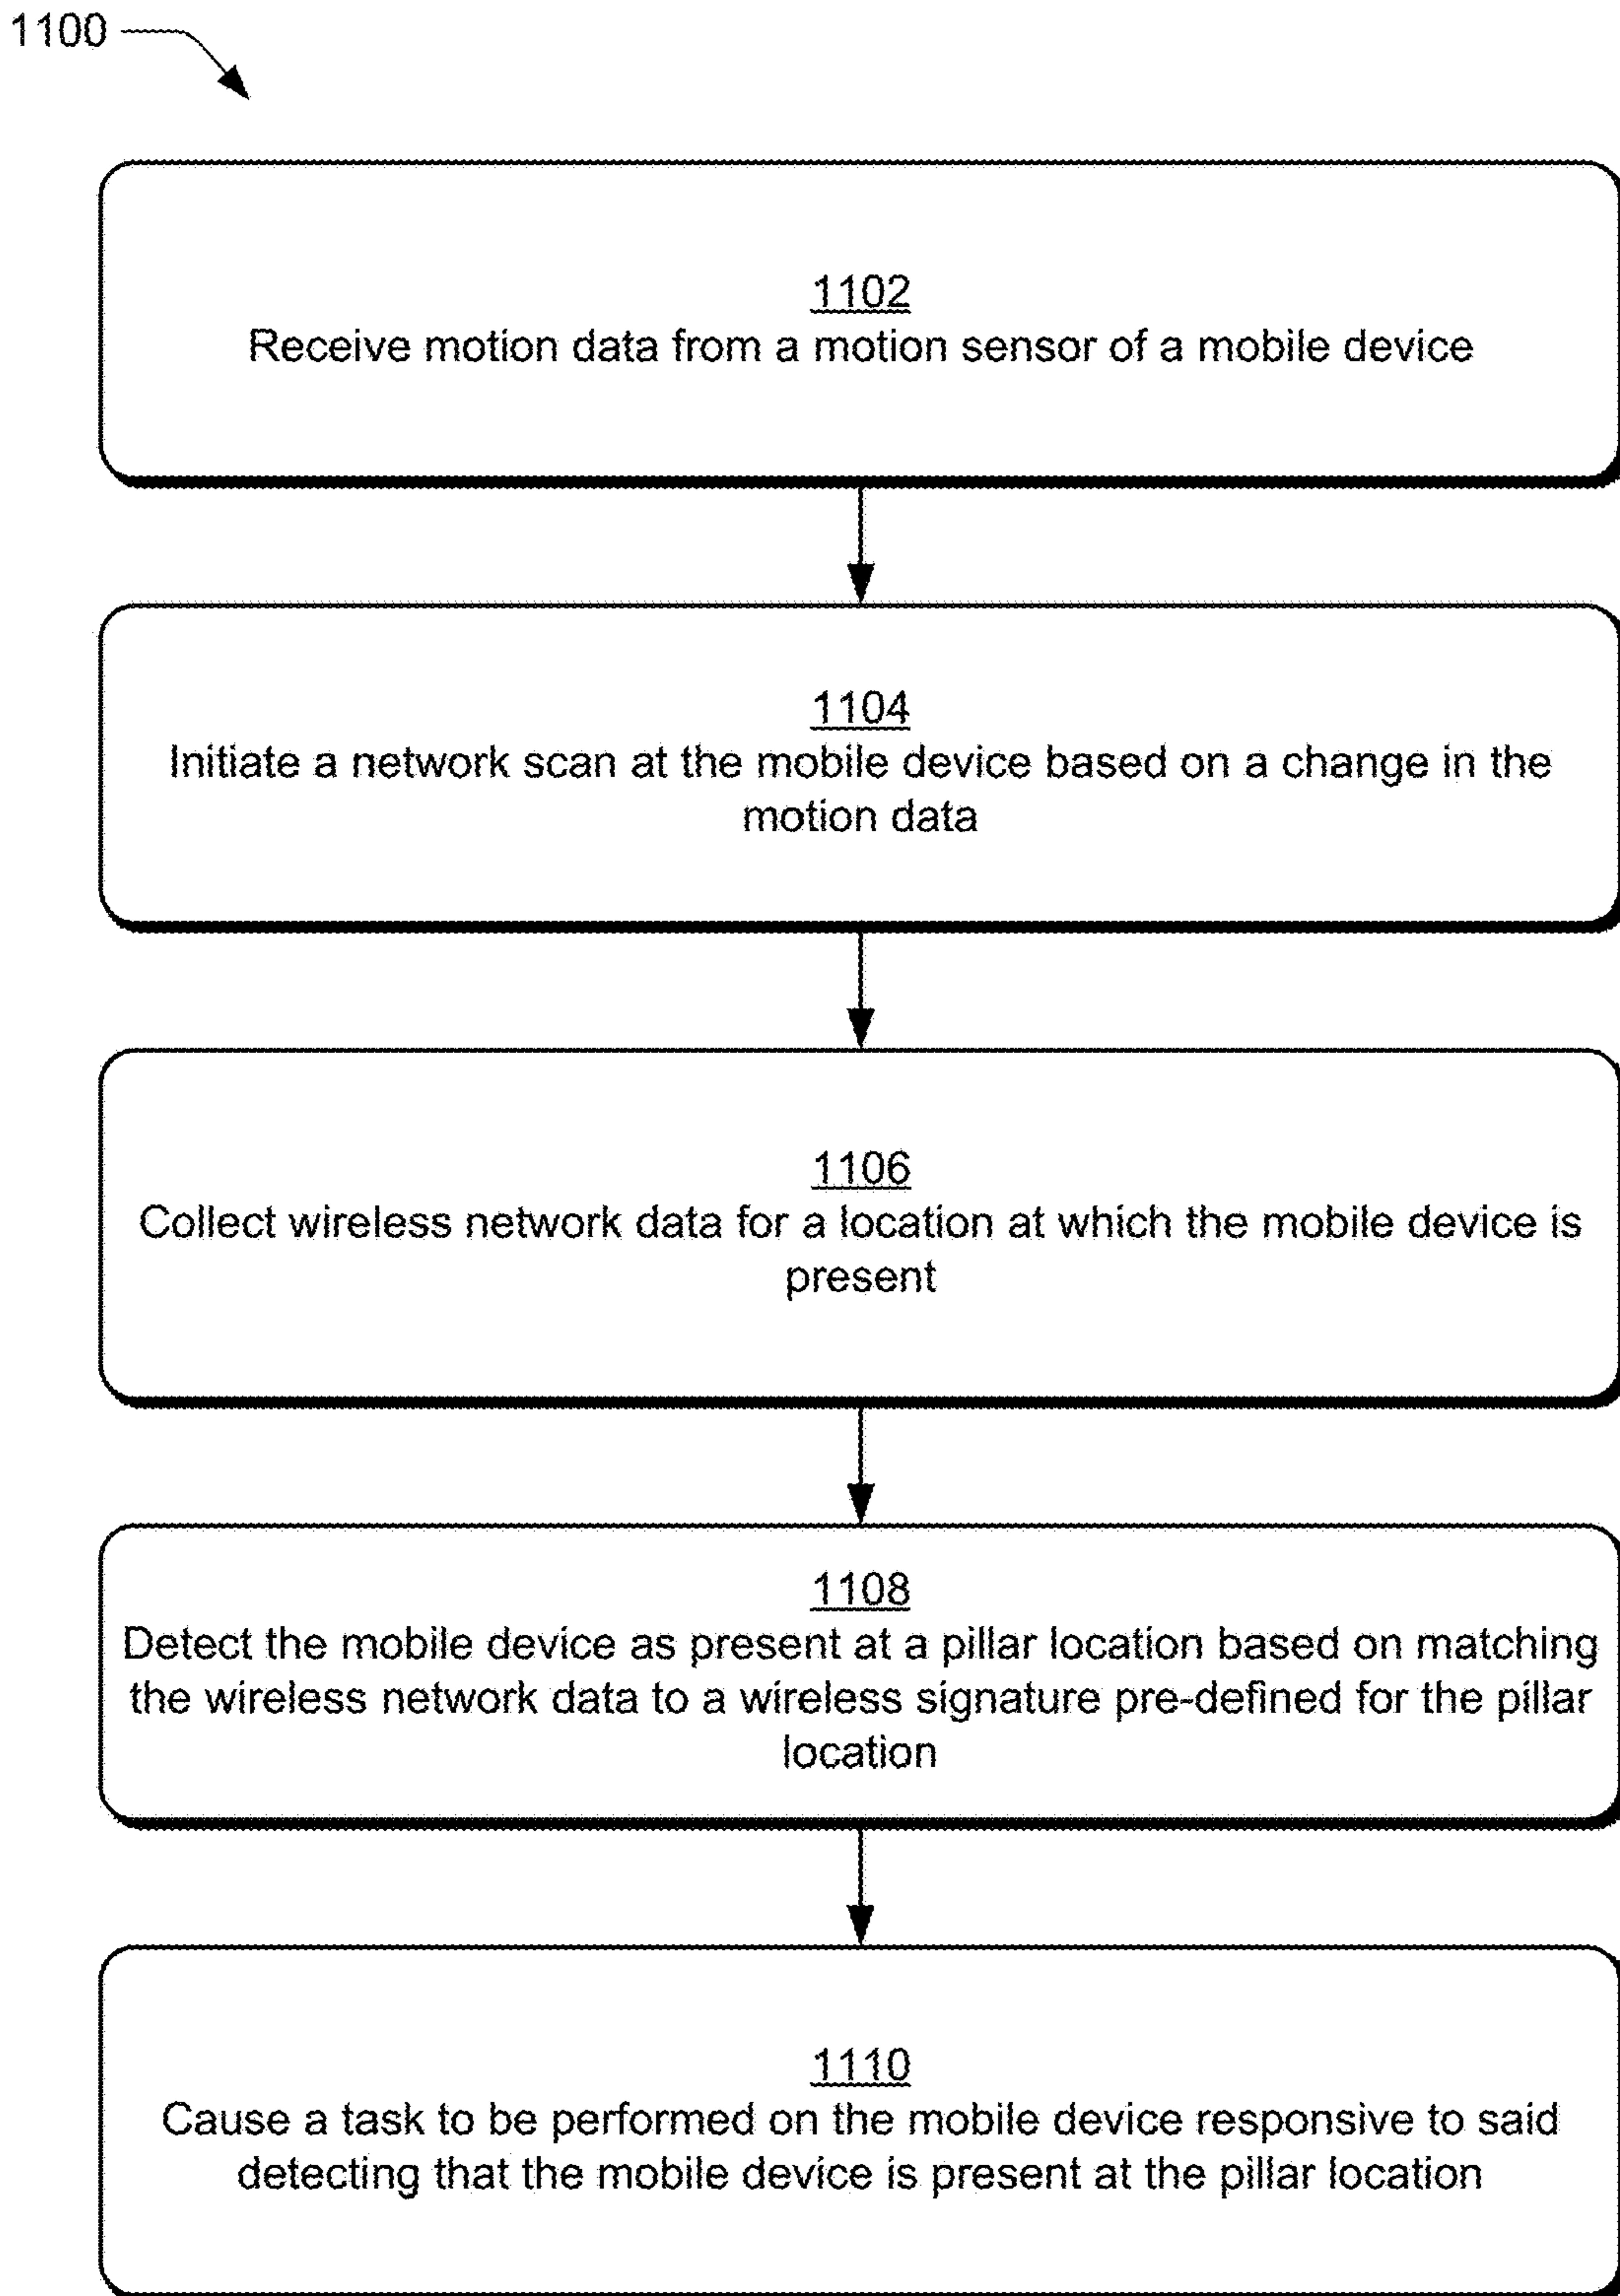 1100
1102
Receive motion data from a motion sensor of a mobile device
1104
Initiate a network scan at the mobile device based on a change in the
motion data
1106
Collect wireless network data for a location at which the mobile device is
present
1108
Detect the mobile device as present at a pillar location based on matching
the wireless network data to a wireless signature pre-defined for the pillar
location
1110
Cause a task to be performed on the mobile device responsive to said
detecting that the mobile device is present at the pillar location